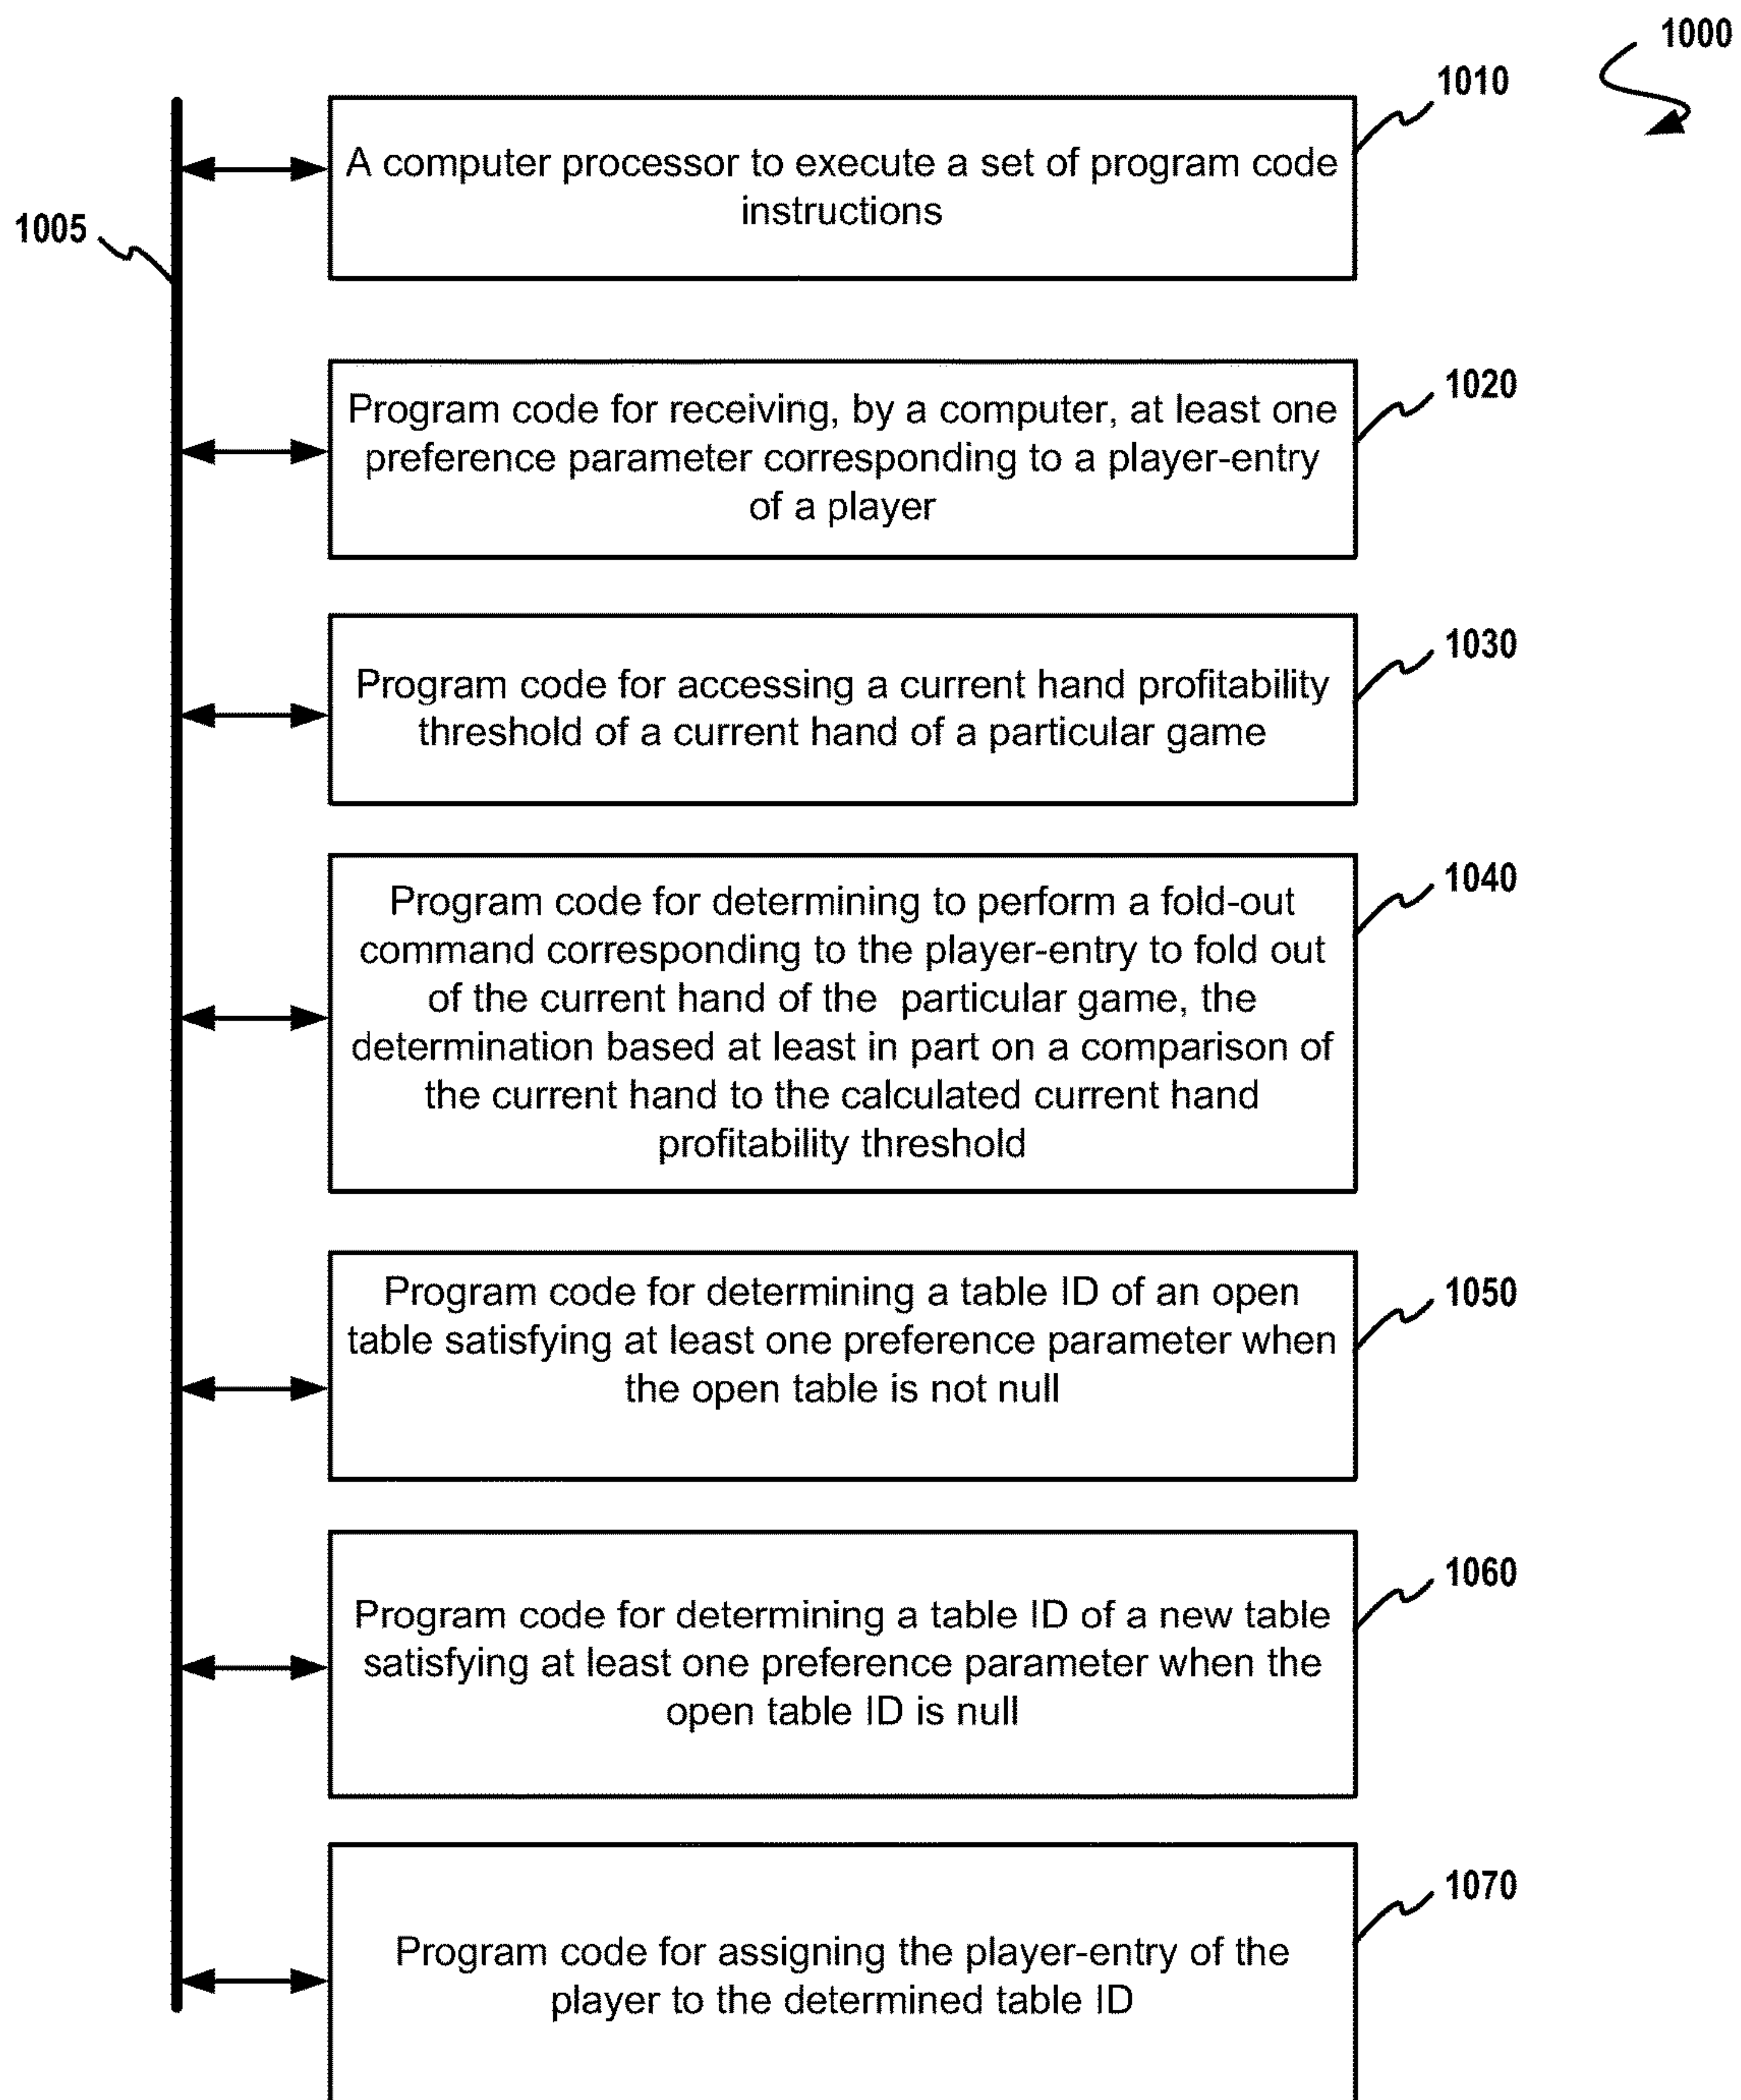 1000
1010
A computer processor to execute a set of program code
instructions
1005
1020
Program code for receiving, by a computer, at least one
preference parameter corresponding to a player-entry
of a player
1030
Program code for accessing a current hand profitability
threshold of a current hand of a particular game
1040
Program code for determining to perform a fold-out
command corresponding to the player-entry to fold out
of the current hand of the particular game, the
determination based at least in part on a comparison of
the current hand to the calculated current hand
profitability threshold
1050
Program code for determining a table ID of an open
table satisfying at least one preference parameter when
the open table is not null
1060
Program code for determining a table ID of a new table
satisfying at least one preference parameter when the
open table ID is null
1070
Program code for assigning the player-entry of the
player to the determined table ID